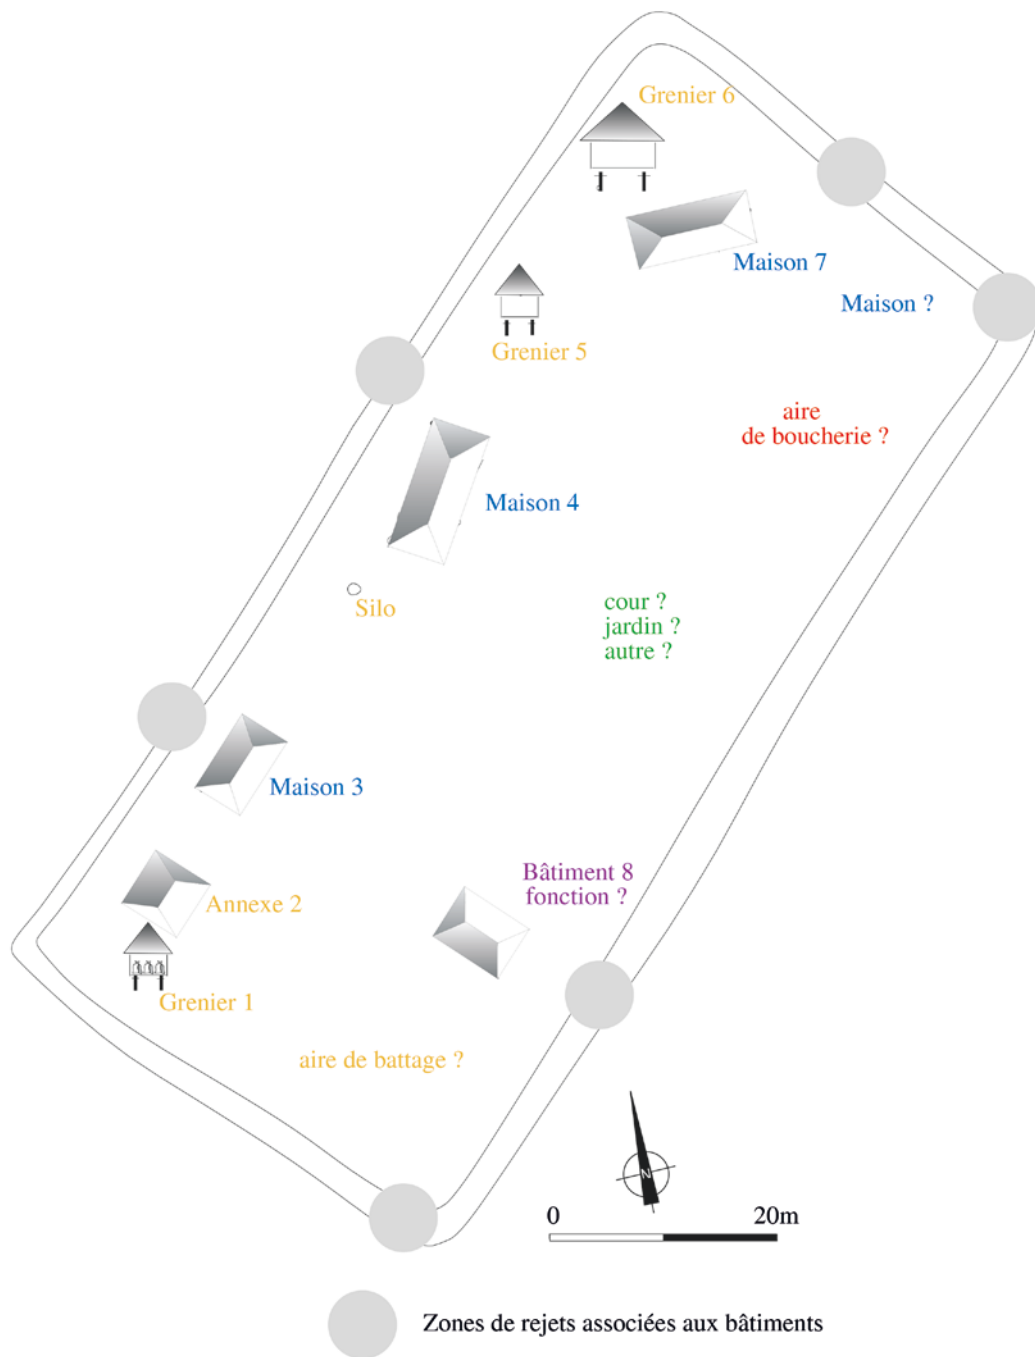 Grenier 6
Maison 7
Maison ?
Grenier 5
aire
de boucherie ?
Maison 4
Silo
cour ?
jardin ?
autre ?
Maison 3
Bâtiment 8
fonction ?
Annexe 2
Grenier 1
aire de battage ?
N
0 20m
Zones de rejets associées aux bâtiments